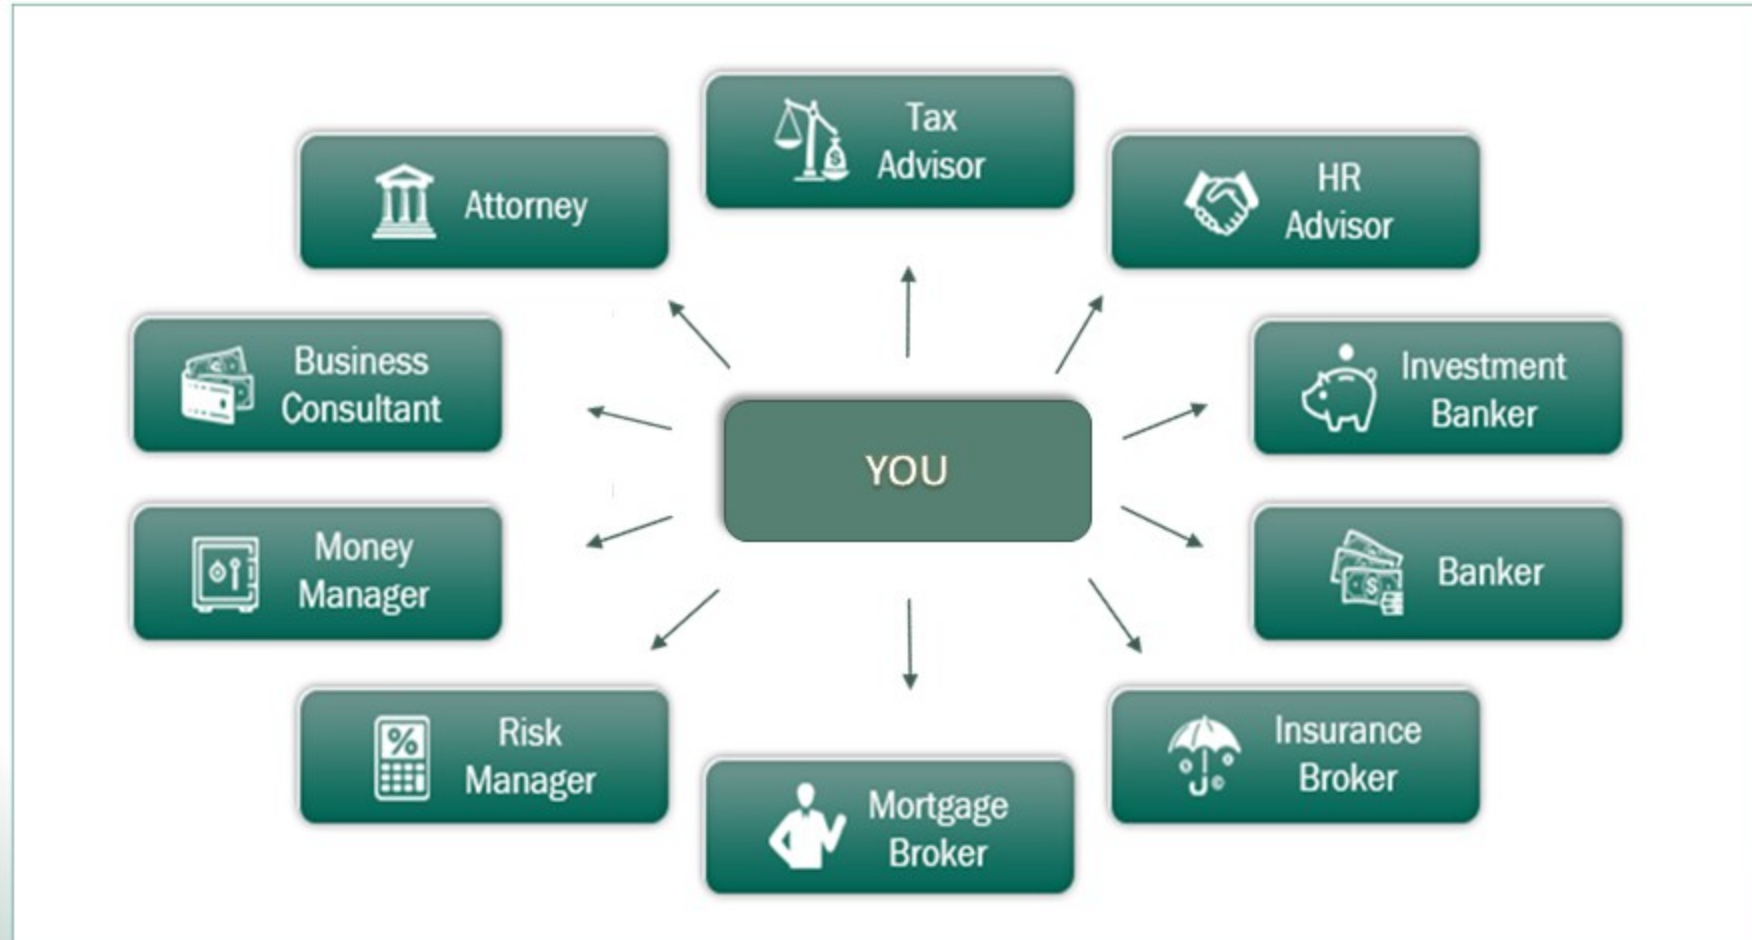 Tax
Advisor
Attorney
HR
Advisor
Business
Consultant
Investment
Banker
YOU
Money
Manager
Banker
Risk
Manager
Insurance
Broker
Mortgage
Broker